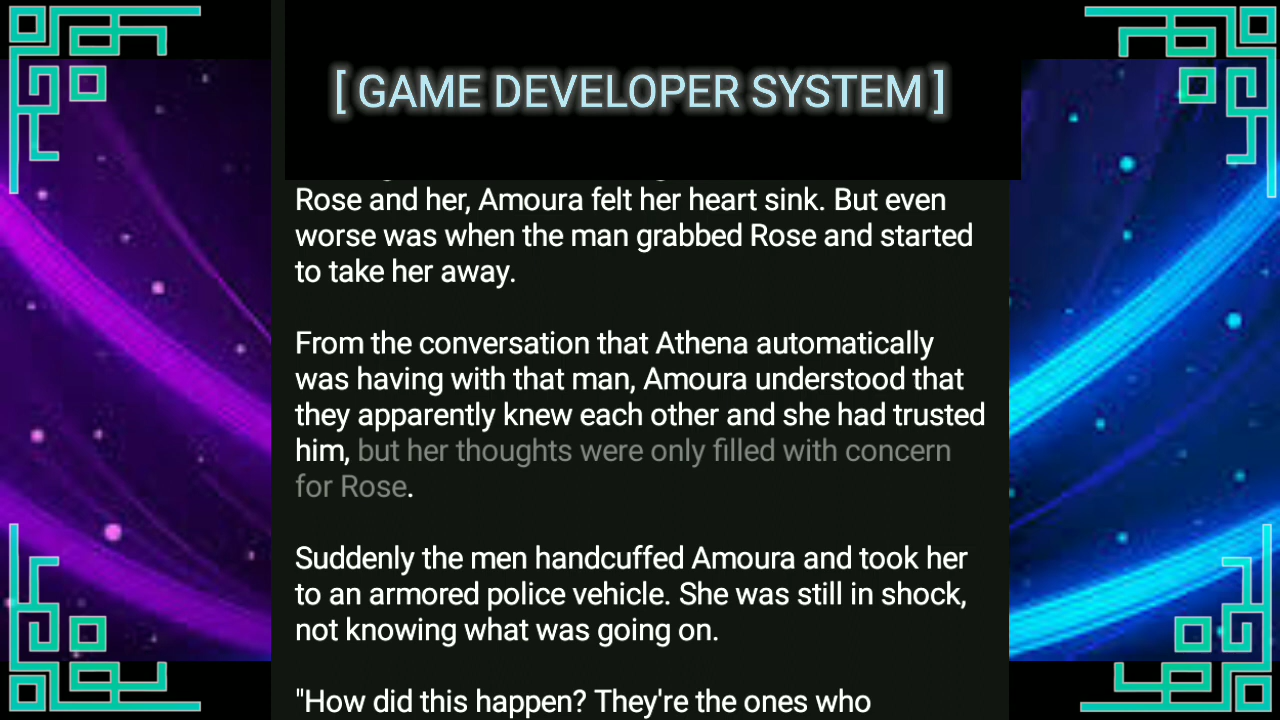 [ GAME DEVELOPER SYSTEM ]
Rose and her, Amoura felt her heart sink. But even
worse was when the man grabbed Rose and started
to take her away.
From the conversation that Athena automatically
was having with that man, Amoura understood that
they apparently knew each other and she had trusted
him, but her thoughts were only filled with concern
for Rose.
Suddenly the men handcuffed Amoura and took her
to an armored police vehicle. She was still in shock,
not knowing what was going on.
"How did this happen? They're the ones who